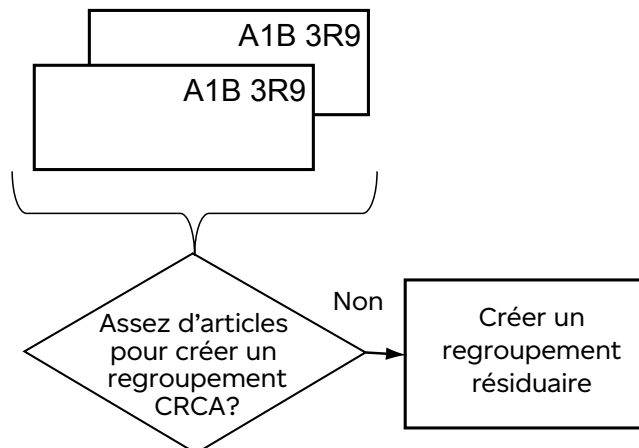 A1B 3R9
A1B 3R9
Assez d’articles
pour créer un
regroupement
CRCA?
Non
Créer un
regroupement
résiduaire